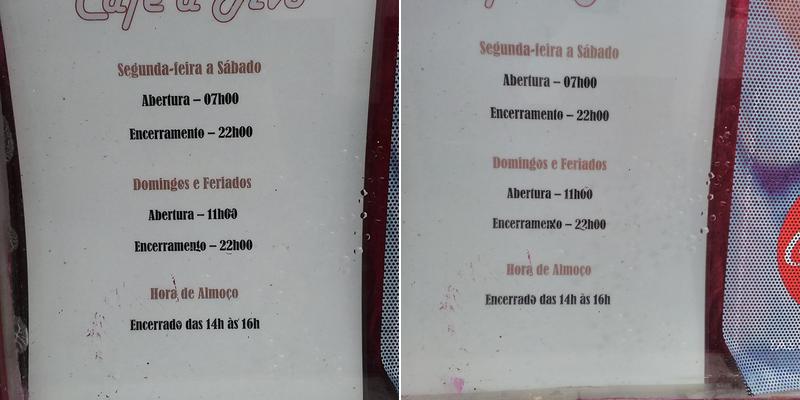 Café
Segunda-feira a Sábado
Abertura – 07h00
Encerramento – 22h00
Domingos e Feriados
Abertura – 11h00
Encerramento – 22h00
Hora de Almoço
Encerrado das 14h às 16h
Segunda-feira a Sábado
Abertura – 07h00
Encerramento – 22h00
Domingos e Feriados
Abertura – 11h00
Encerramento – 22h00
Hora de Almoço
Encerrado das 14h às 16h